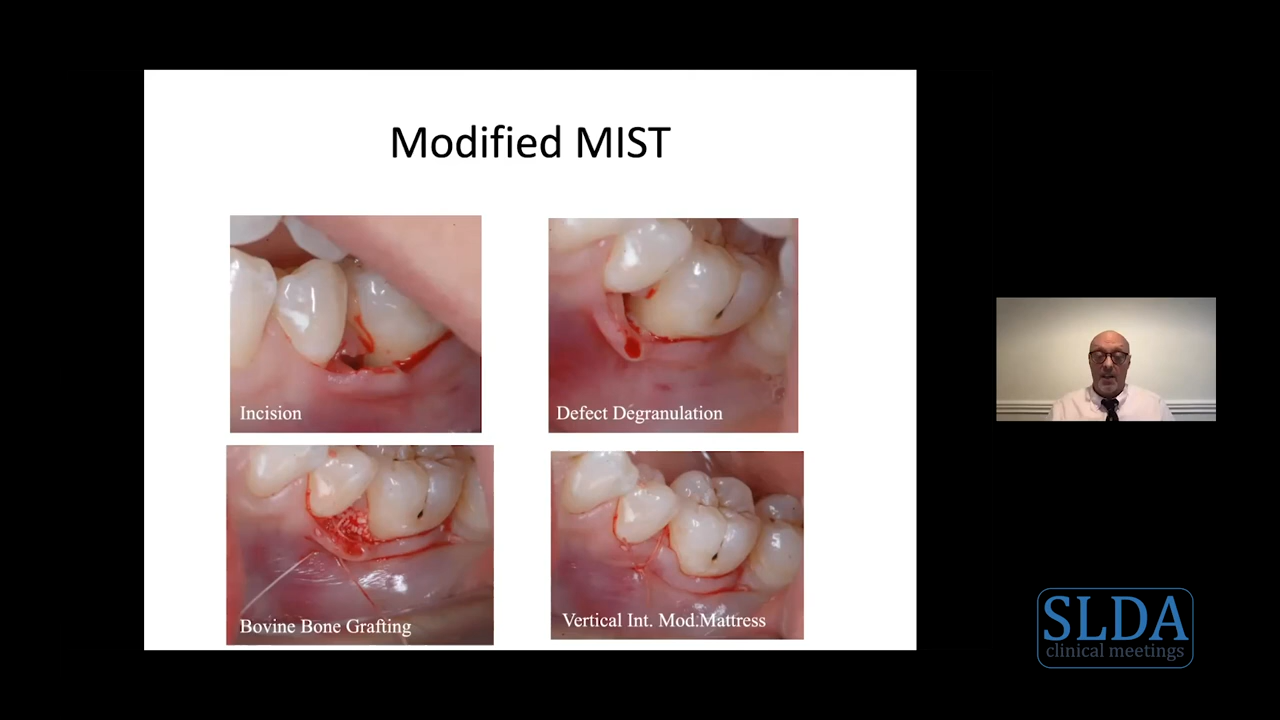 Modified MIST
Incision
Defect Degranulation
Bovine Bone Grafting
Vertical Int. Mod.Mattress
SLDA
clinical meetings